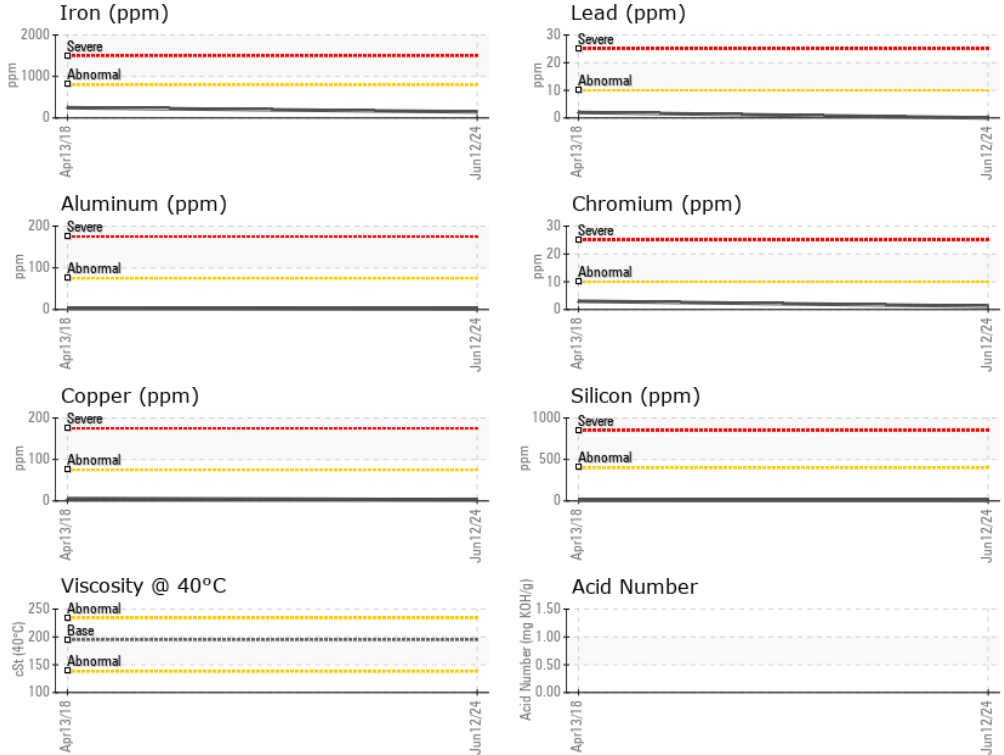 Iron (ppm)
2000
1000
0
ppm
Severe
Abnormal
Apr13/18
Jun12/24
Lead (ppm)
30
20
10
0
ppm
Severe
Abnormal
Apr13/18
Jun12/24
Aluminum (ppm)
200
100
0
ppm
Severe
Abnormal
Apr13/18
Jun12/24
Chromium (ppm)
30
20
10
0
ppm
Severe
Abnormal
Apr13/18
Jun12/24
Copper (ppm)
200
100
0
ppm
Severe
Abnormal
Apr13/18
Jun12/24
Silicon (ppm)
1000
500
0
ppm
Severe
Abnormal
Apr13/18
Jun12/24
Viscosity @ 40°C
250
200
150
100
cSt (40°C)
Abnormal
Base
Abnormal
Apr13/18
Jun12/24
Acid Number
1.50
1.00
0.50
0.00
Acid Number (mg KOH/g)
Apr13/18
Jun12/24